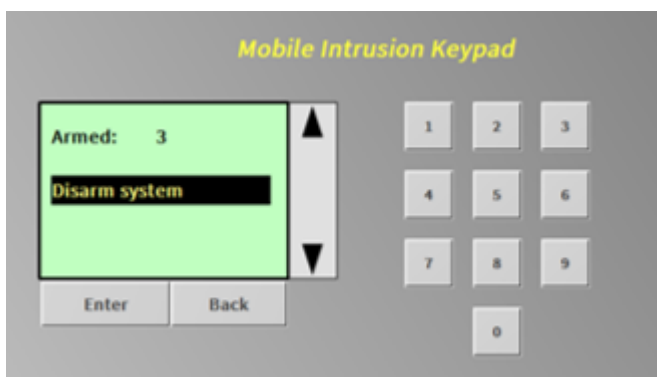 Mobile Intrusion Keypad
Armed: 3
Disarm system
Enter Back
1 2 3
4 5 6
7 8 9
0